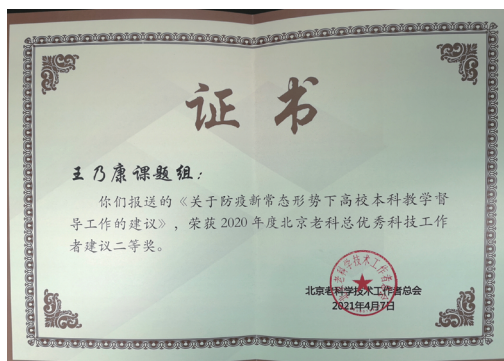 证书
王乃康课题组：
你们报送的《关于防疫新常态形势下高校本科教学督
导工作的建议》，荣获2020年度北京老科总优秀科技工作
者建议二等奖。
北京老科学技术工作者总会
2021年4月7日